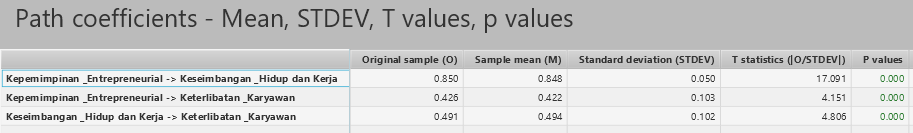 Path coefficients - Mean, STDEV, T values, p values
Original sample (O) Sample mean (M) Standard deviation (STDEV) T statistics (|O/STDEV|) P values
Kepemimpinan _Entrepreneurial -> Keseimbangan _Hidup dan Kerja 0.850 0.848 0.050 17.091 0.000
Kepemimpinan _Entrepreneurial -> Keterlibatan _Karyawan 0.426 0.422 0.103 4.151 0.000
Keseimbangan _Hidup dan Kerja -> Keterlibatan _Karyawan 0.491 0.494 0.102 4.806 0.000